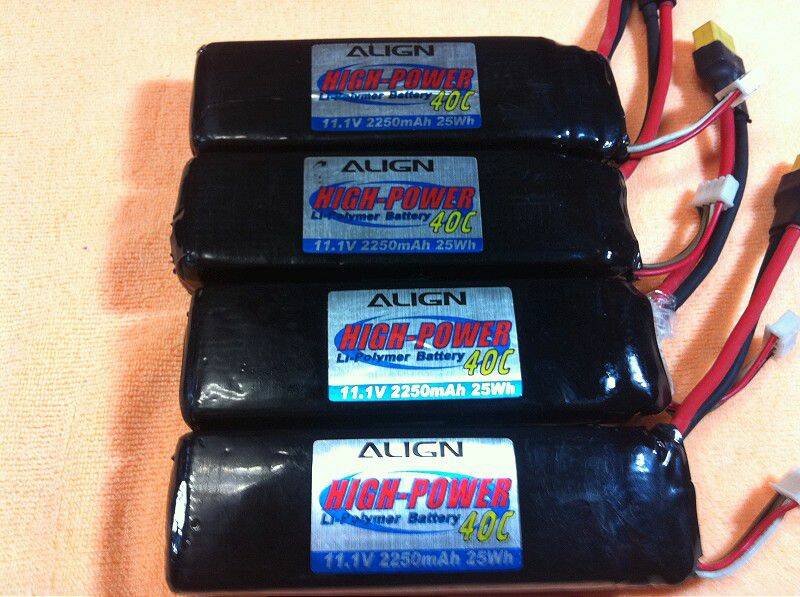 ALIGN
HIGH-POWER
Li-Polymer Battery
40C
11.1V 2250mAh 25Wh
ALIGN
HIGH-POWER
Li-Polymer Battery
40C
11.1V 2250mAh 25Wh
ALIGN
HIGH-POWER
Li-Polymer Battery
40C
11.1V 2250mAh 25Wh
ALIGN
HIGH-POWER
Li-Polymer Battery
40C
11.1V 2250mAh 25Wh